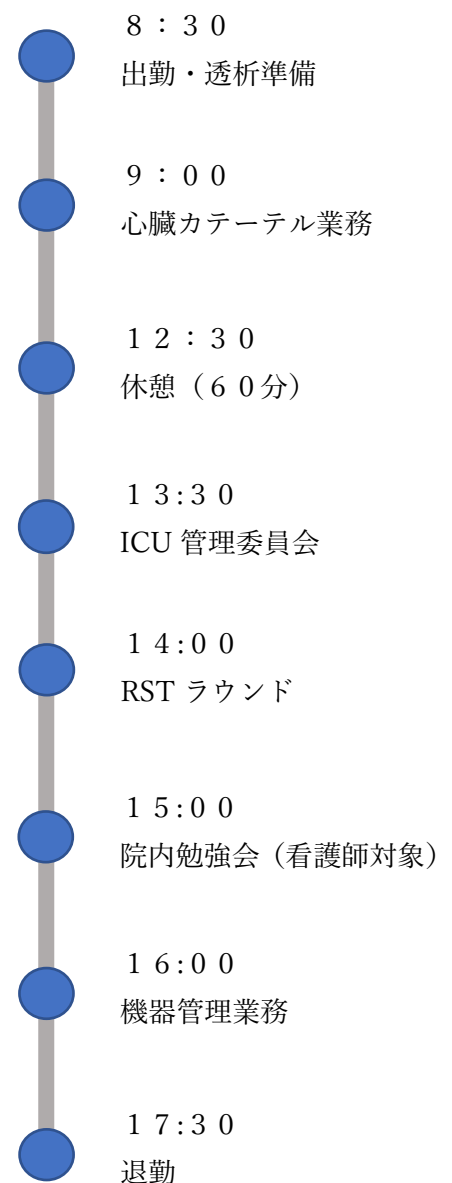 ８：３０
出勤・透析準備
９：００
心臓カテーテル業務
１２：３０
休憩（６０分）
１３:３０
ICU 管理委員会
１４:００
RST ラウンド
１５:００
院内勉強会（看護師対象）
１６:００
機器管理業務
１７:３０
退勤